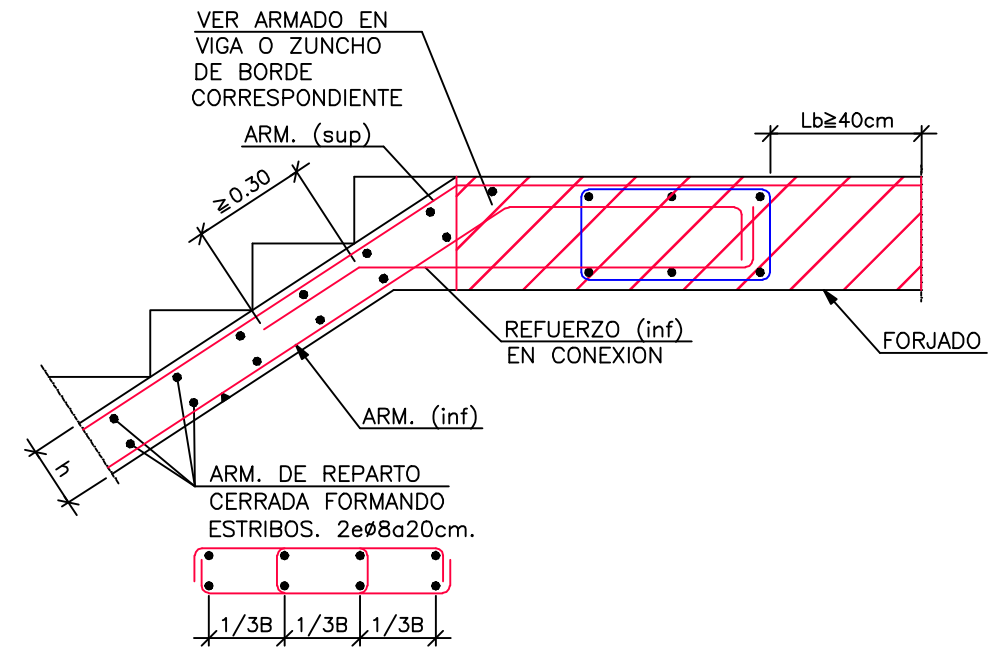 VER ARMADO EN
VIGA O ZUNCHO
DE BORDE
CORRESPONDIENTE
ARM. (sup)
Lb≧40cm
≧0.30
REFUERZO (inf)
EN CONEXION
FORJADO
ARM. (inf)
h
ARM. DE REPARTO
CERRADA FORMANDO
ESTRIBOS. 2eø8a20cm.
1/3B 1/3B 1/3B